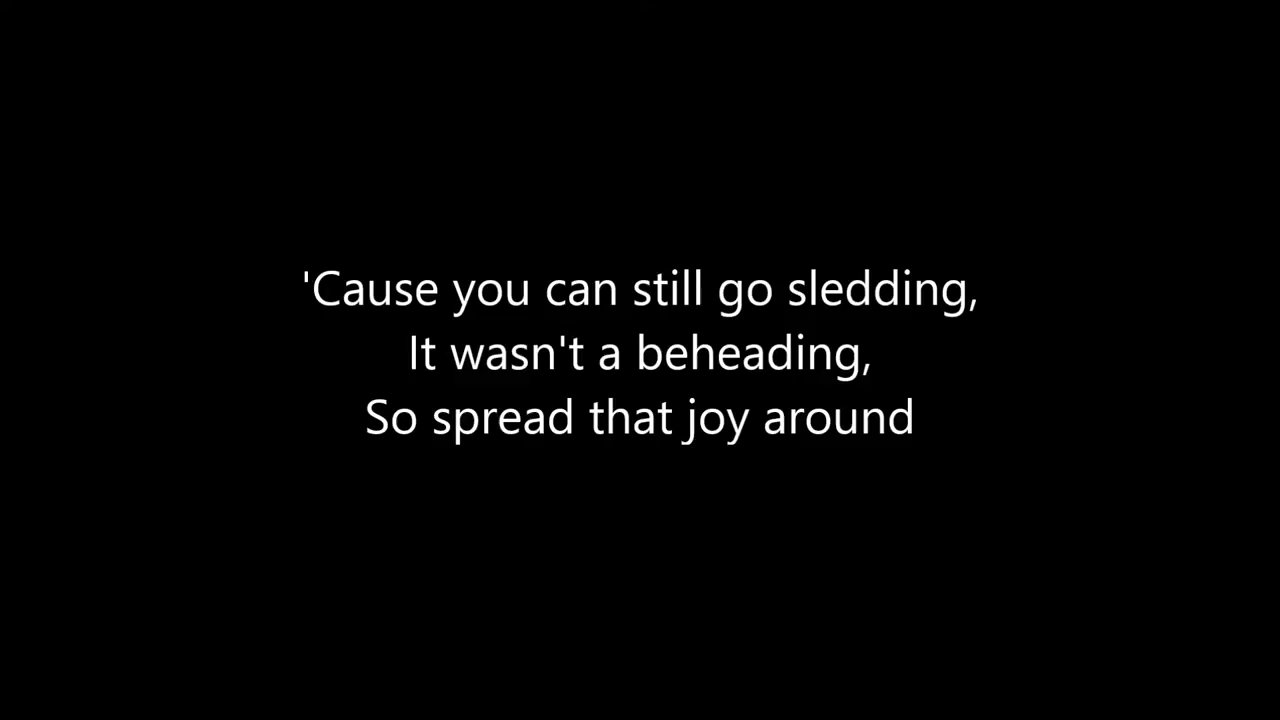 'Cause you can still go sledding,
It wasn't a beheading,
So spread that joy around